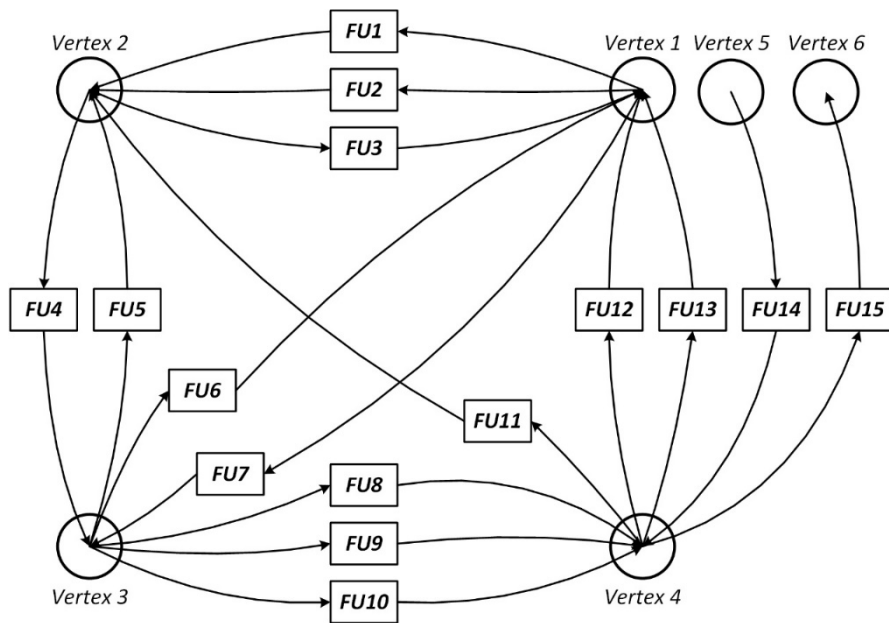 Vertex 2
FU1
Vertex 1
Vertex 5
Vertex 6
FU2
FU3
FU4
FU5
FU12
FU13
FU14
FU15
FU6
FU11
FU7
FU8
FU9
FU10
Vertex 3
Vertex 4